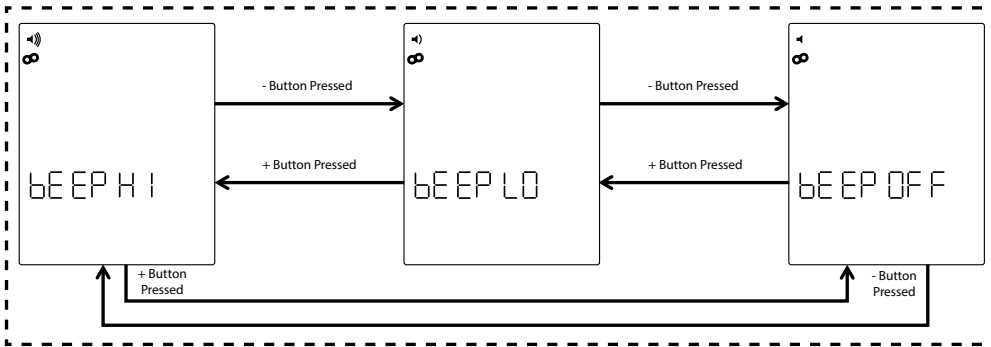 - Button Pressed
- Button Pressed
+ Button Pressed
+ Button Pressed
bEEP HI
bEEP LO
bEEP OFF
+ Button
Pressed
- Button
Pressed